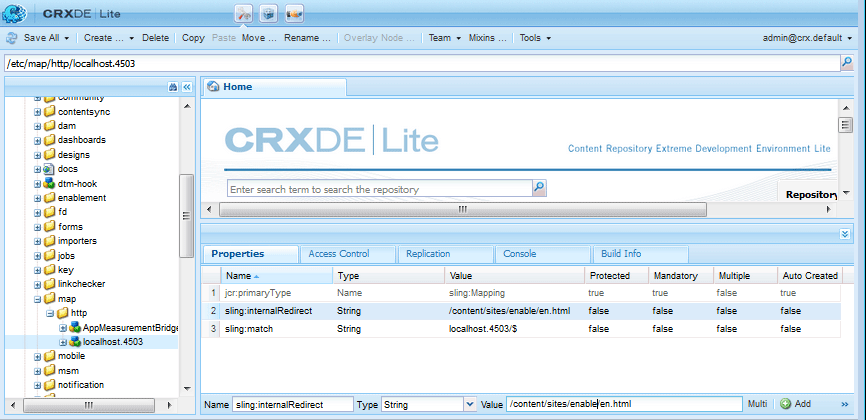 CRXDE | Lite
Save All Create ... Delete Copy Paste Move ... Rename ... Overlay Node ... Team Mixins ... Tools admin@crx.default
/etc/map/http/localhost.4503
community
contentsync
dam
dashboards
designs
docs
dtm-hook
enablement
fd
forms
importers
jobs
key
linkchecker
map
http
AppMeasurementBridge
localhost.4503
mobile
msm
notification
Home
CRXDE | Lite
Content Repository Extreme Development Environment Lite
Enter search term to search the repository
Repository
Properties Access Control Replication Console Build Info
Name Type Value Protected Mandatory Multiple Auto Created
1 jcr:primaryType Name sling:Mapping true true false true
2 sling:internalRedirect String /content/sites/enable/en.html false false false false
3 sling:match String localhost.4503/$ false false false false
Name sling:internalRedirect Type String Value /content/sites/enable/en.html Multi Add »